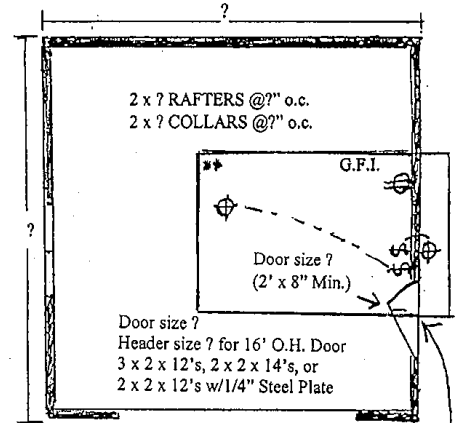 ?
2 x ? RAFTERS @?" o.c.
2 x ? COLLARS @?" o.c.
** G.F.I.
?
$ $
Door size ?
(2' x 8" Min.)
Door size ?
Header size ? for 16' O.H. Door
3 x 2 x 12's, 2 x 2 x 14's, or
2 x 2 x 12's w/1/4" Steel Plate